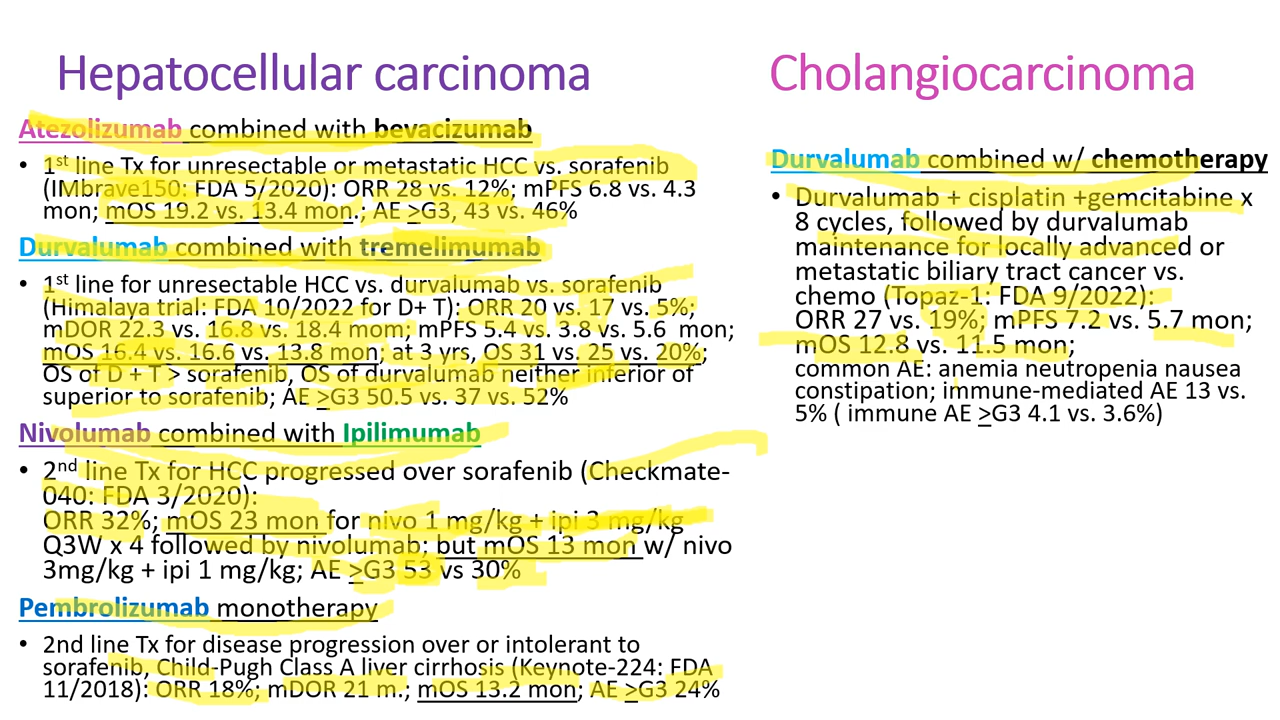 Hepatocellular carcinoma
Atezolizumab combined with bevacizumab
• 1st line Tx for unresectable or metastatic HCC vs. sorafenib
(IMbrave150: FDA 5/2020): ORR 28 vs. 12%; mPFS 6.8 vs. 4.3
mon; mOS 19.2 vs. 13.4 mon.; AE >G3, 43 vs. 46%
Durvalumab combined with tremelimumab
• 1st line for unresectable HCC vs. durvalumab vs. sorafenib
(Himalaya trial: FDA 10/2022 for D+ T): ORR 20 vs. 17 vs. 5%;
mDOR 22.3 vs. 16.8 vs. 18.4 mom; mPFS 5.4 vs. 3.8 vs. 5.6 mon;
mOS 16.4 vs. 16.6 vs. 13.8 mon; at 3 yrs, OS 31 vs. 25 vs. 20%;
OS of D + T > sorafenib, OS of durvalumab neither inferior of
superior to sorafenib; AE >G3 50.5 vs. 37 vs. 52%
Nivolumab combined with Ipilimumab
• 2nd line Tx for HCC progressed over sorafenib (Checkmate-
040: FDA 3/2020):
ORR 32%; mOS 23 mon for nivo 1 mg/kg + ipi 3 mg/kg
Q3W x 4 followed by nivolumab; but mOS 13 mon w/ nivo
3mg/kg + ipi 1 mg/kg; AE >G3 53 vs 30%
Pembrolizumab monotherapy
• 2nd line Tx for disease progression over or intolerant to
sorafenib, Child-Pugh Class A liver cirrhosis (Keynote-224: FDA
11/2018): ORR 18%; mDOR 21 m.; mOS 13.2 mon; AE >G3 24%
Cholangiocarcinoma
Durvalumab combined w/ chemotherapy
• Durvalumab + cisplatin +gemcitabine x
8 cycles, followed by durvalumab
maintenance for locally advanced or
metastatic biliary tract cancer vs.
chemo (Topaz-1: FDA 9/2022):
ORR 27 vs. 19%; mPFS 7.2 vs. 5.7 mon;
mOS 12.8 vs. 11.5 mon;
common AE: anemia neutropenia nausea
constipation; immune-mediated AE 13 vs.
5% ( immune AE >G3 4.1 vs. 3.6%)